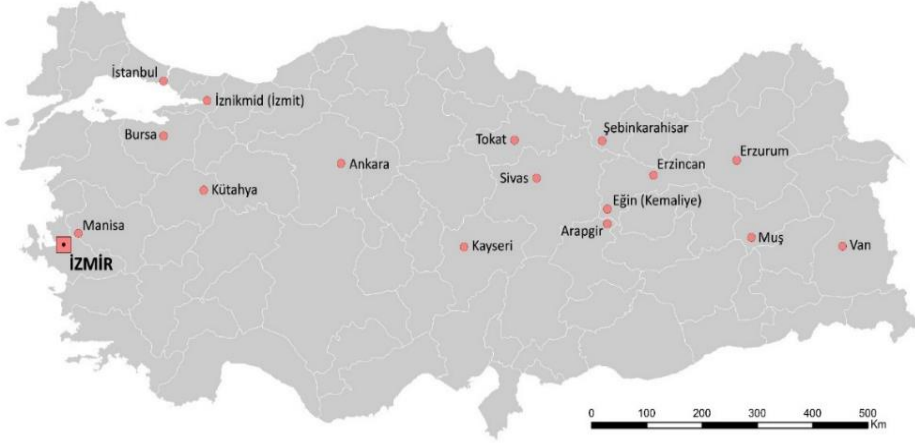 İstanbul
İznikmid (İzmit)
Bursa
Tokat
Şebinkarahisar
Ankara
Erzincan
Erzurum
Sivas
Kütahya
Eğin (Kemaliye)
Arapgir
Manisa
İZMİR
Kayseri
Muş
Van
0 100 200 300 400 500
Km